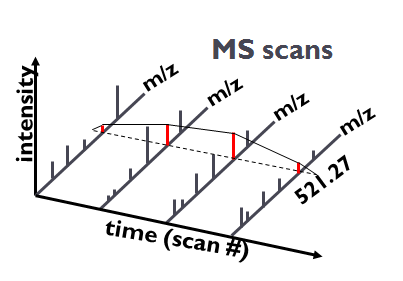 MS scans
intensity
m/z
m/z
m/z
m/z
521.27
time (scan #)